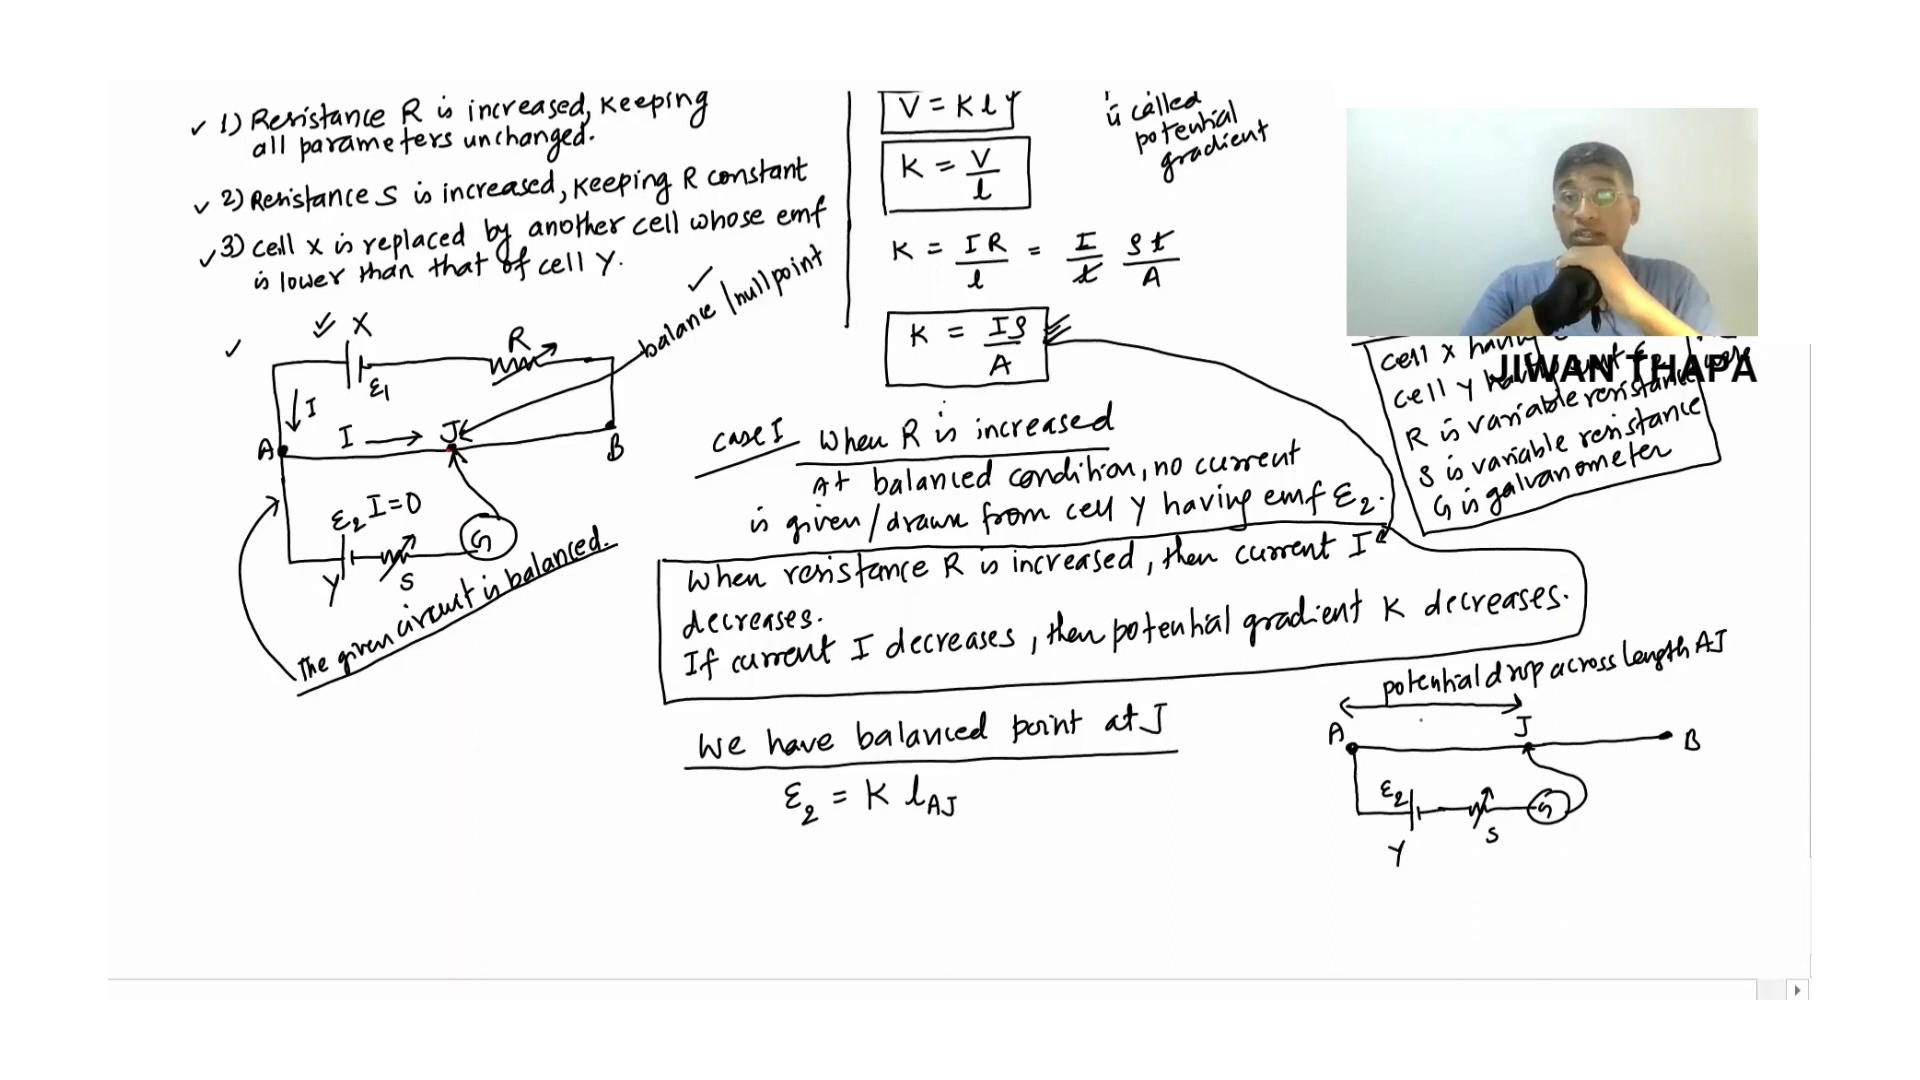 1) Resistance R is increased, keeping
all parameters unchanged.
2) Resistance S is increased, keeping R constant
3) cell X is replaced by another cell whose emf
is lower than that of cell Y.
X
R
ε₁
I
I
J
A
B
balance/null point
ε₂ I=0
G
Y
S
The given circuit is balanced.
V = K l
K = V/l
K = IR/l = I/l ρl/A
K = Iρ/A
is called
potential
gradient
JIWAN THAPA
cell X having
cell Y
R is variable resistance
S is variable resistance
G is galvanometer
case I When R is increased
At balanced condition, no current
is given/drawn from cell Y having emf ε₂.
When resistance R is increased, then current I
decreases.
If current I decreases, then potential gradient K decreases.
We have balanced point at J
ε₂ = K l_AJ
potential drop across length AJ
A
J
B
ε₂
G
S
Y